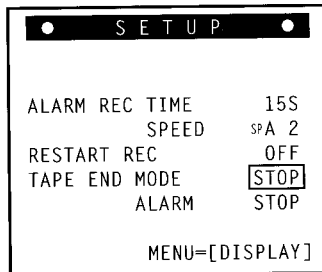 SETUP
ALARM REC TIME 15S
SPEED SPA 2
RESTART REC OFF
TAPE END MODE STOP
ALARM STOP
MENU=[DISPLAY]